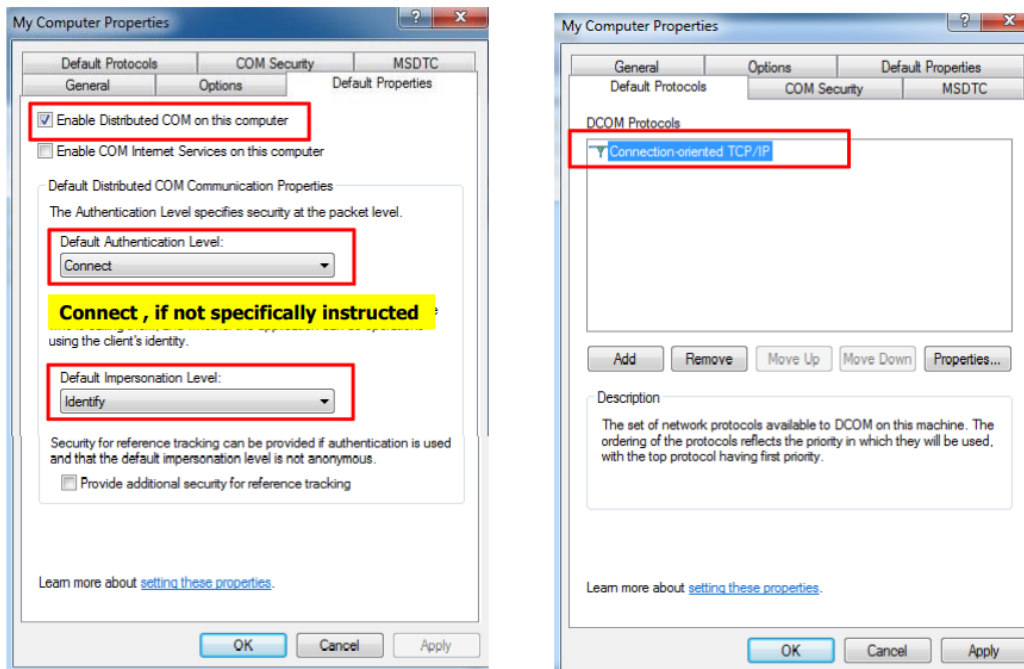 My Computer Properties
Default Protocols COM Security MSDTC
General Options Default Properties
Enable Distributed COM on this computer
Enable COM Internet Services on this computer
Default Distributed COM Communication Properties
The Authentication Level specifies security at the packet level.
Default Authentication Level:
Connect
Connect , if not specifically instructed
using the client's identity.
Default Impersonation Level:
Identify
Security for reference tracking can be provided if authentication is used
and that the default impersonation level is not anonymous.
Provide additional security for reference tracking
Learn more about setting these properties.
OK Cancel Apply
My Computer Properties
General Options Default Properties
Default Protocols COM Security MSDTC
DCOM Protocols
Connection-oriented TCP/IP
Add Remove Move Up Move Down Properties...
Description
The set of network protocols available to DCOM on this machine. The
ordering of the protocols reflects the priority in which they will be used,
with the top protocol having first priority.
Learn more about setting these properties.
OK Cancel Apply